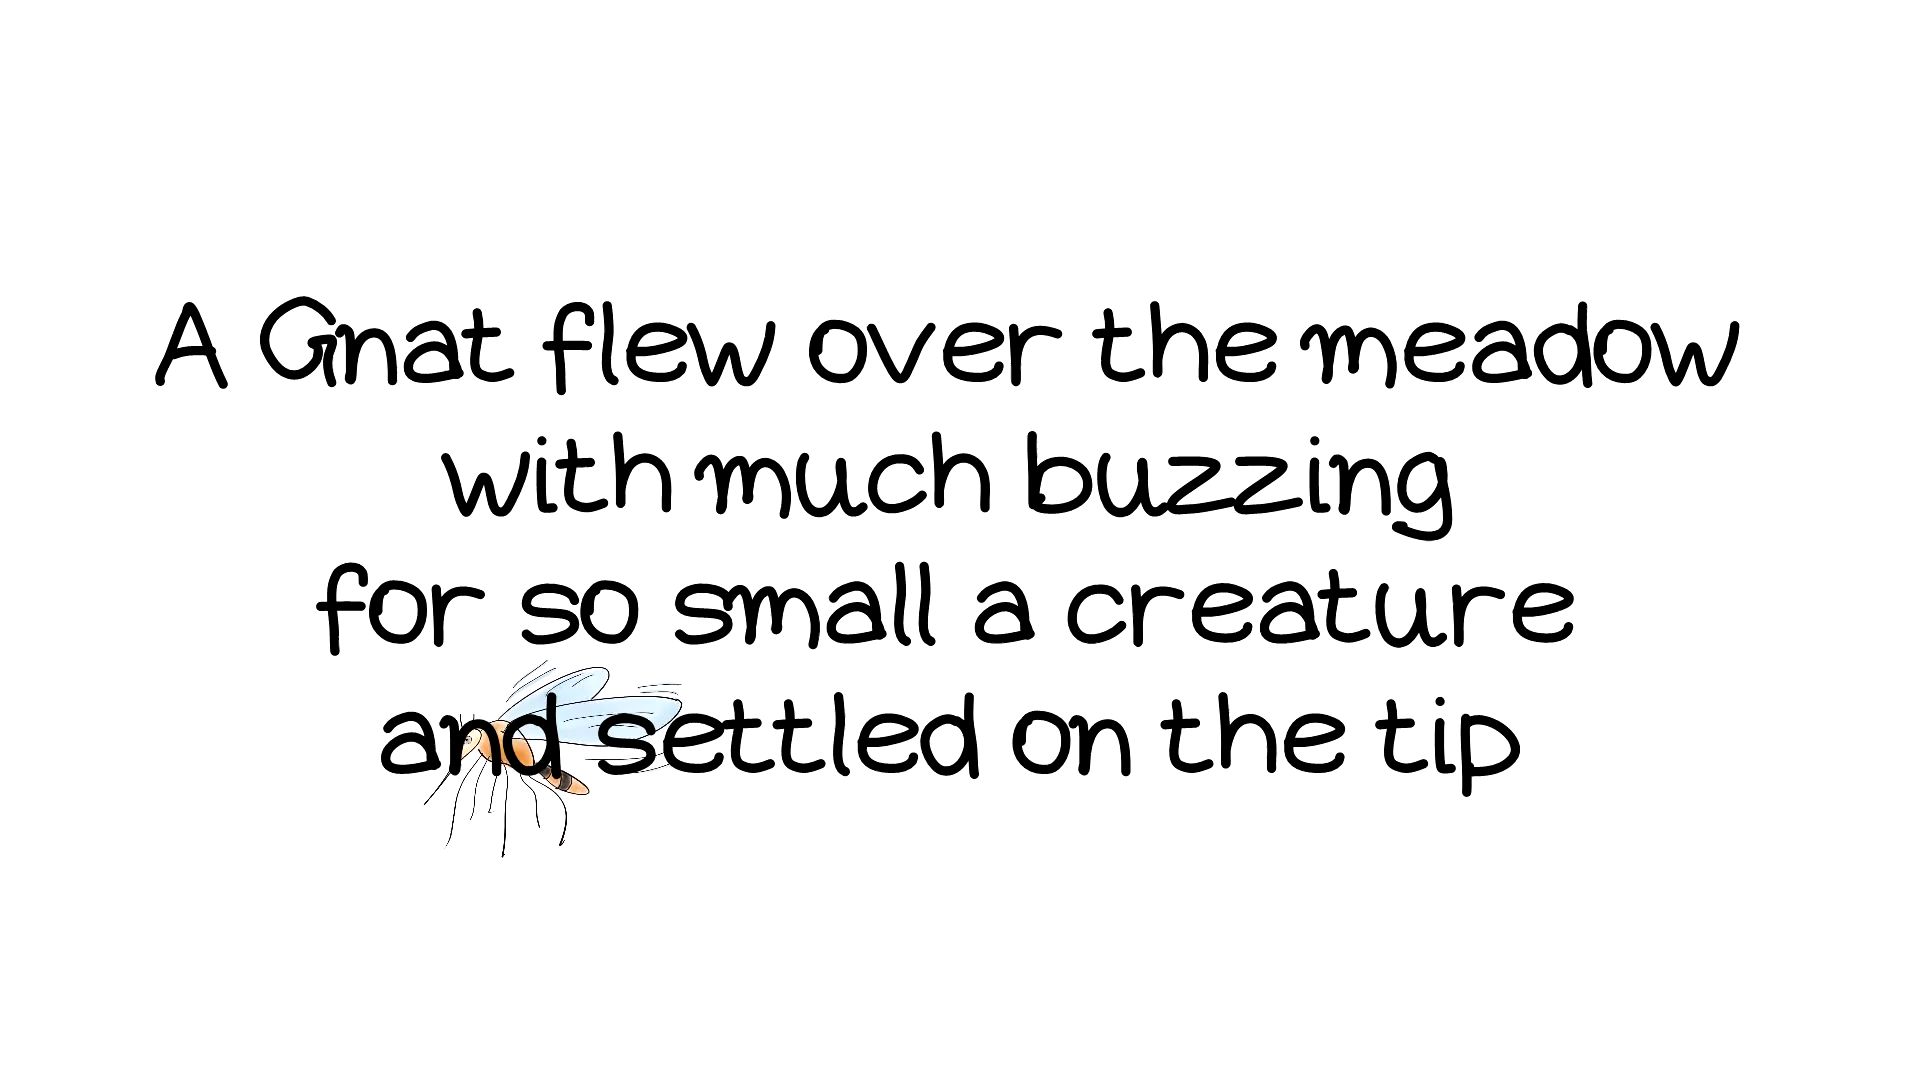 A Gnat flew over the meadow
with much buzzing
for so small a creature
and settled on the tip